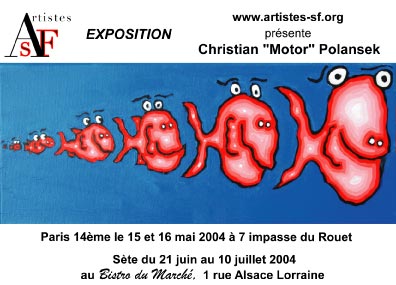 Artistes
SF
EXPOSITION
www.artistes-sf.org
présente
Christian "Motor" Polansek
Paris 14ème le 15 et 16 mai 2004 à 7 impasse du Rouet
Sète du 21 juin au 10 juillet 2004
au Bistro du Marché, 1 rue Alsace Lorraine